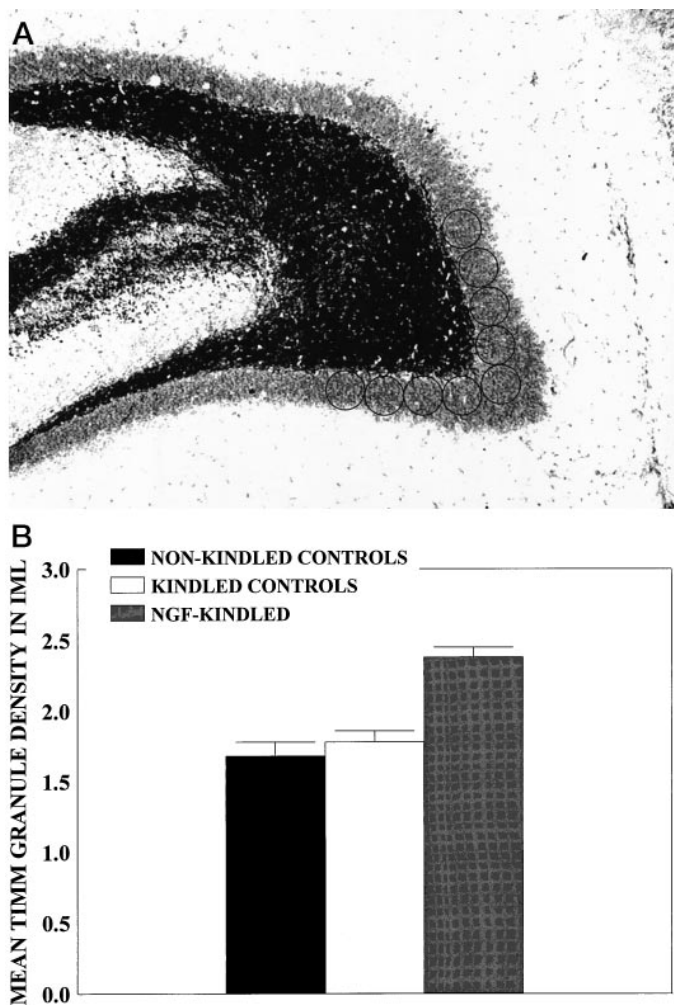 A
B
NON-KINDLED CONTROLS
KINDLED CONTROLS
NGF-KINDLED
MEAN TIMM GRANULE DENSITY IN IML
3.0
2.5
2.0
1.5
1.0
0.5
0.0